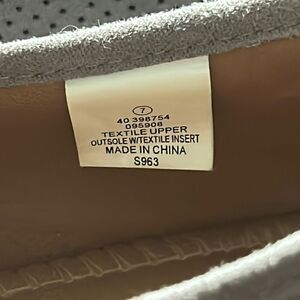 7
40 398754
095908
TEXTILE UPPER
OUTSOLE W/TEXTILE INSERT
MADE IN CHINA
S963